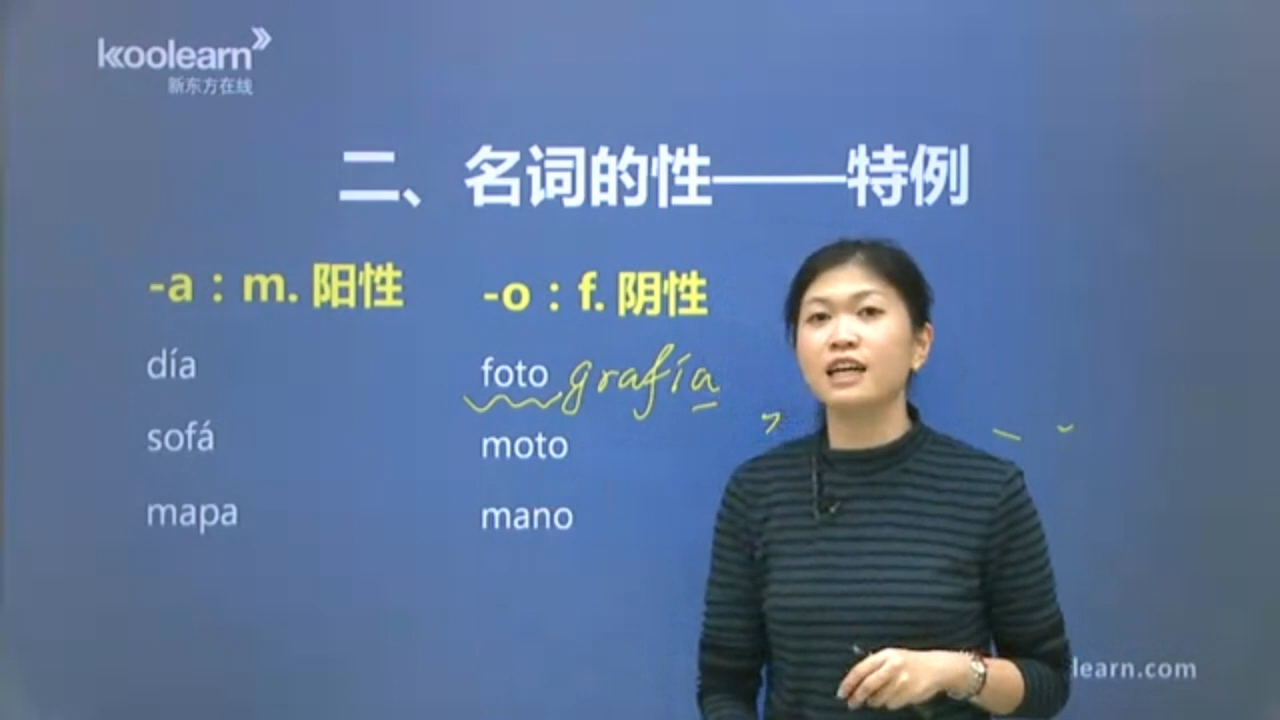 koolearn
新东方在线
二、名词的性——特例
-a：m. 阳性
día
sofá
mapa
-o：f. 阴性
foto grafía
moto
mano
learn.com